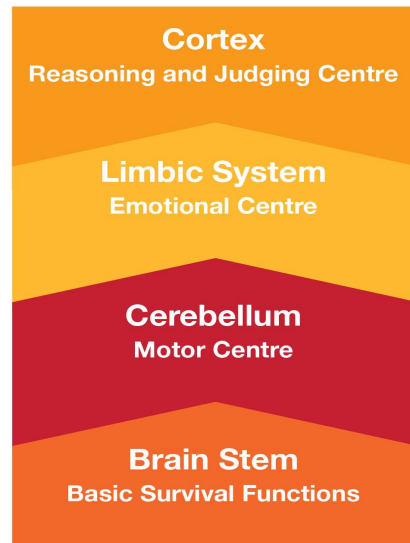 Cortex
Reasoning and Judging Centre
Limbic System
Emotional Centre
Cerebellum
Motor Centre
Brain Stem
Basic Survival Functions